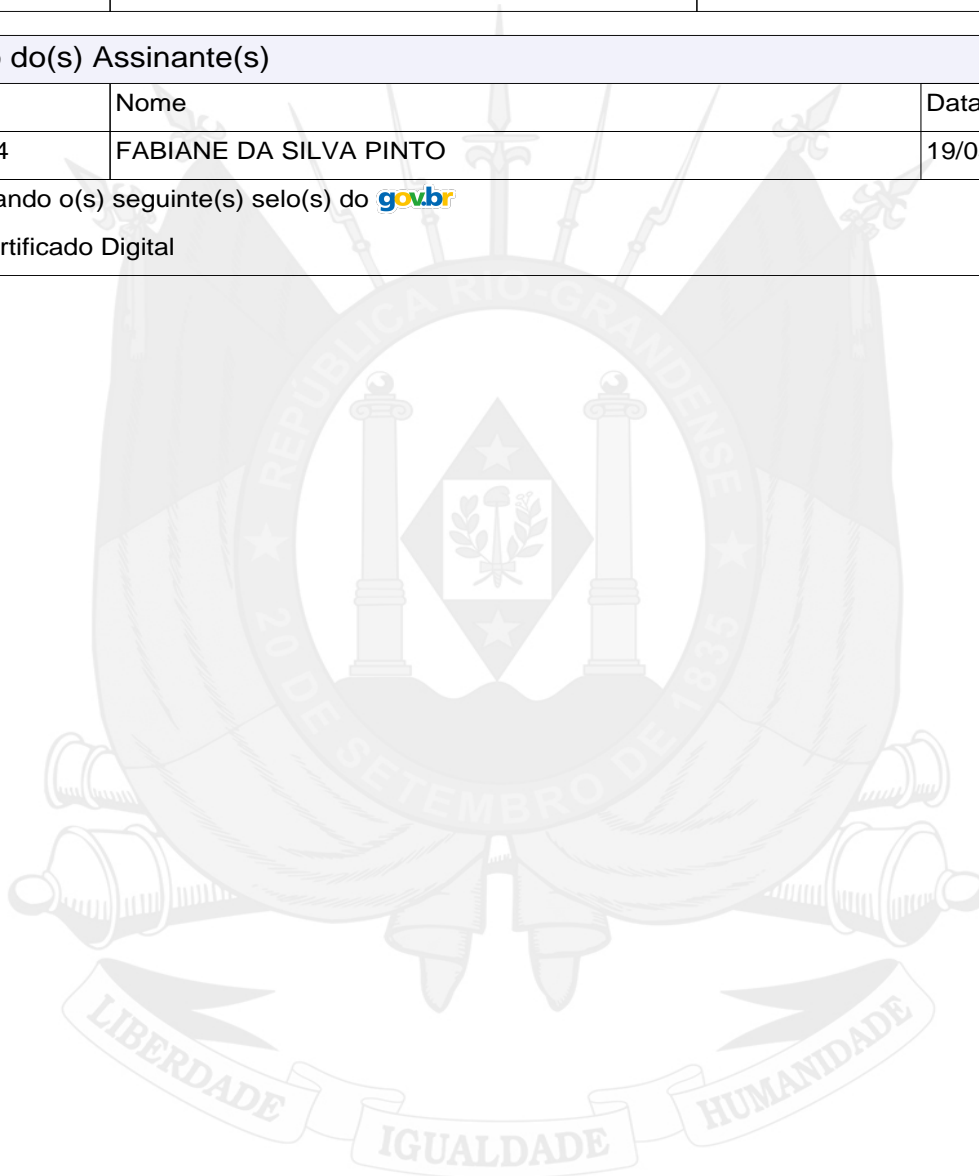 do(s) Assinante(s)
Nome
Data
4
FABIANE DA SILVA PINTO
19/0
ando o(s) seguinte(s) selo(s) do gov.br
rtificado Digital
REPÚBLICA RIO-GRANDENSE
20 DE SETEMBRO DE 1835
LIBERDADE
IGUALDADE
HUMANIDADE